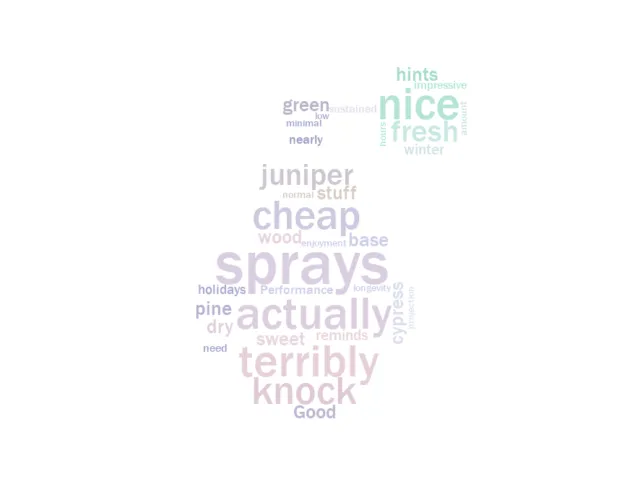 hints
impressive
green sustained nice
low
minimal hours fresh amount
nearly winter
juniper
normal stuff
cheap
wood enjoyment base
sprays
holidays Performance longevity cypress
pine actually projection
dry sweet reminds
need terribly
knock
Good